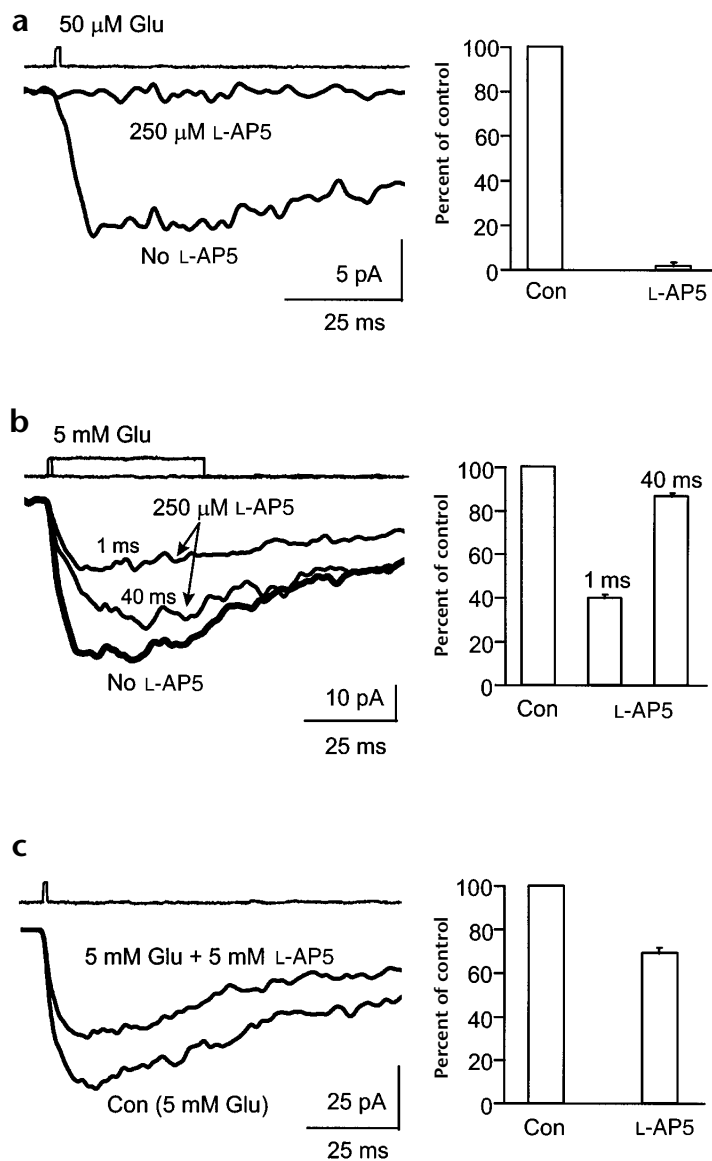 a
50 μM Glu
250 μM L-AP5
No L-AP5
5 pA
25 ms
Percent of control
100
80
60
40
20
0
Con
L-AP5
b
5 mM Glu
250 μM L-AP5
1 ms
40 ms
No L-AP5
10 pA
25 ms
Percent of control
100
80
60
40
20
0
1 ms
40 ms
Con
L-AP5
c
5 mM Glu + 5 mM L-AP5
Con (5 mM Glu)
25 pA
25 ms
Percent of control
100
80
60
40
20
0
Con
L-AP5